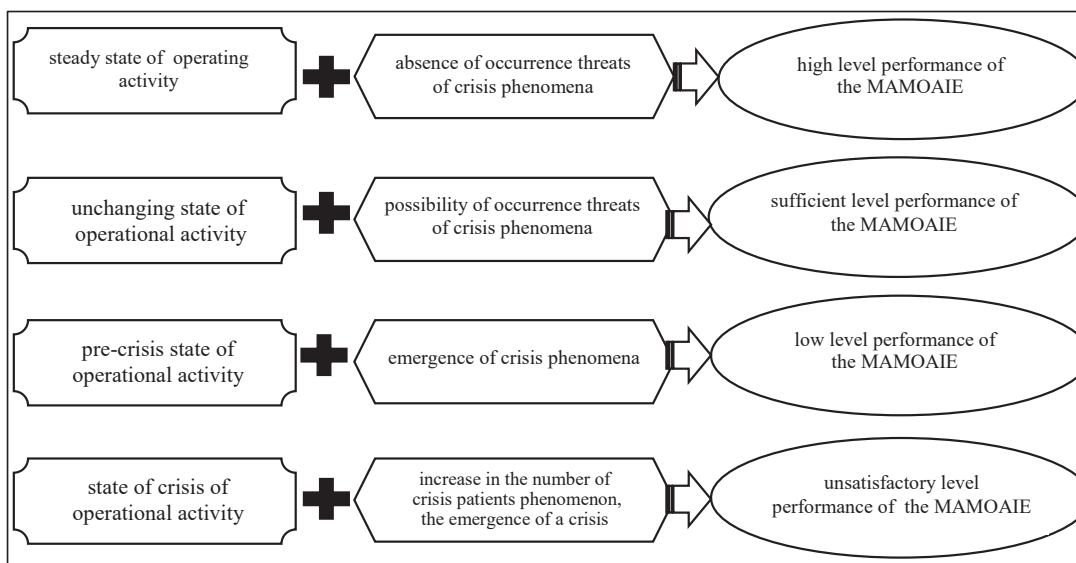 steady state of operating
activity
absence of occurrence threats
of crisis phenomena
high level performance of
the MAMOAIE
unchanging state of
operational activity
possibility of occurrence threats
of crisis phenomena
sufficient level performance of
the MAMOAIE
pre-crisis state of
operational activity
emergence of crisis phenomena
low level performance of
the MAMOAIE
state of crisis of
operational activity
increase in the number of
crisis patients phenomenon,
the emergence of a crisis
unsatisfactory level
performance of the MAMOAIE